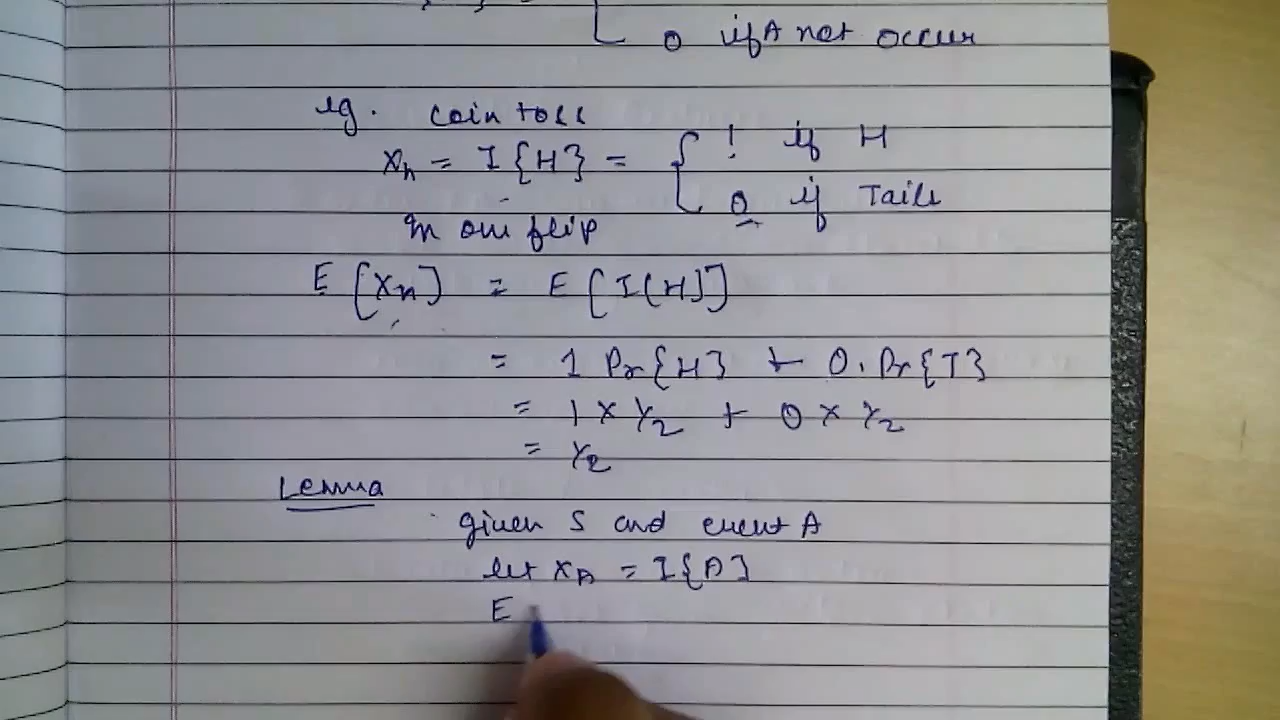 0 if A not occur
eg. coin toss
X_h = I{H} = { 1 if H
0 if Tails
In one flip
E[X_H] = E[I(H)]
= 1 Pr{H} + 0. Pr{T}
= 1 x 1/2 + 0 x 1/2
= 1/2
Lemma
given S and event A
let X_A = I{A}
E